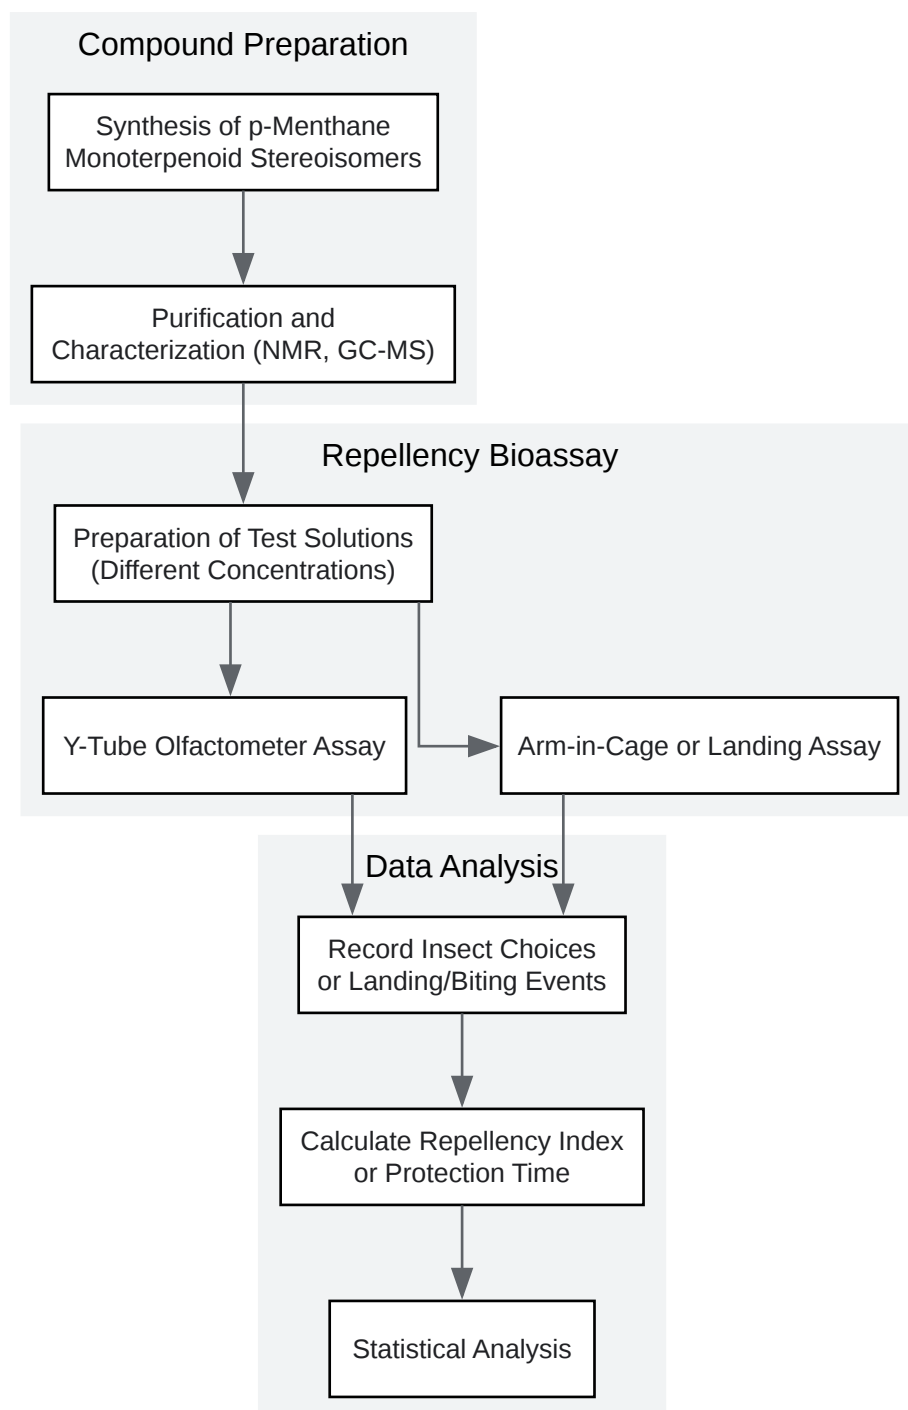 Compound Preparation
Synthesis of p-Menthane
Monoterpenoid Stereoisomers
Purification and
Characterization (NMR, GC-MS)
Repellency Bioassay
Preparation of Test Solutions
(Different Concentrations)
Y-Tube Olfactometer Assay
Arm-in-Cage or Landing Assay
Data Analysis
Record Insect Choices
or Landing/Biting Events
Calculate Repellency Index
or Protection Time
Statistical Analysis